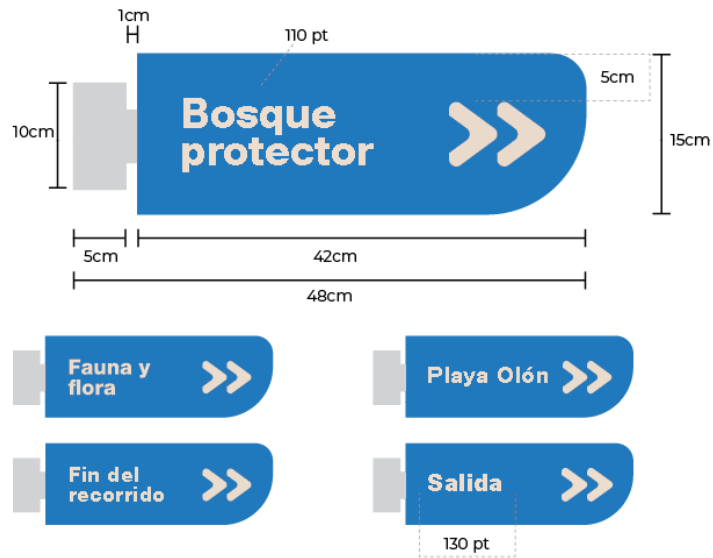 1cm
110 pt
5cm
Bosque
protector
10cm
15cm
5cm
42cm
48cm
Fauna y
flora
Playa Olón
Fin del
recorrido
Salida
130 pt